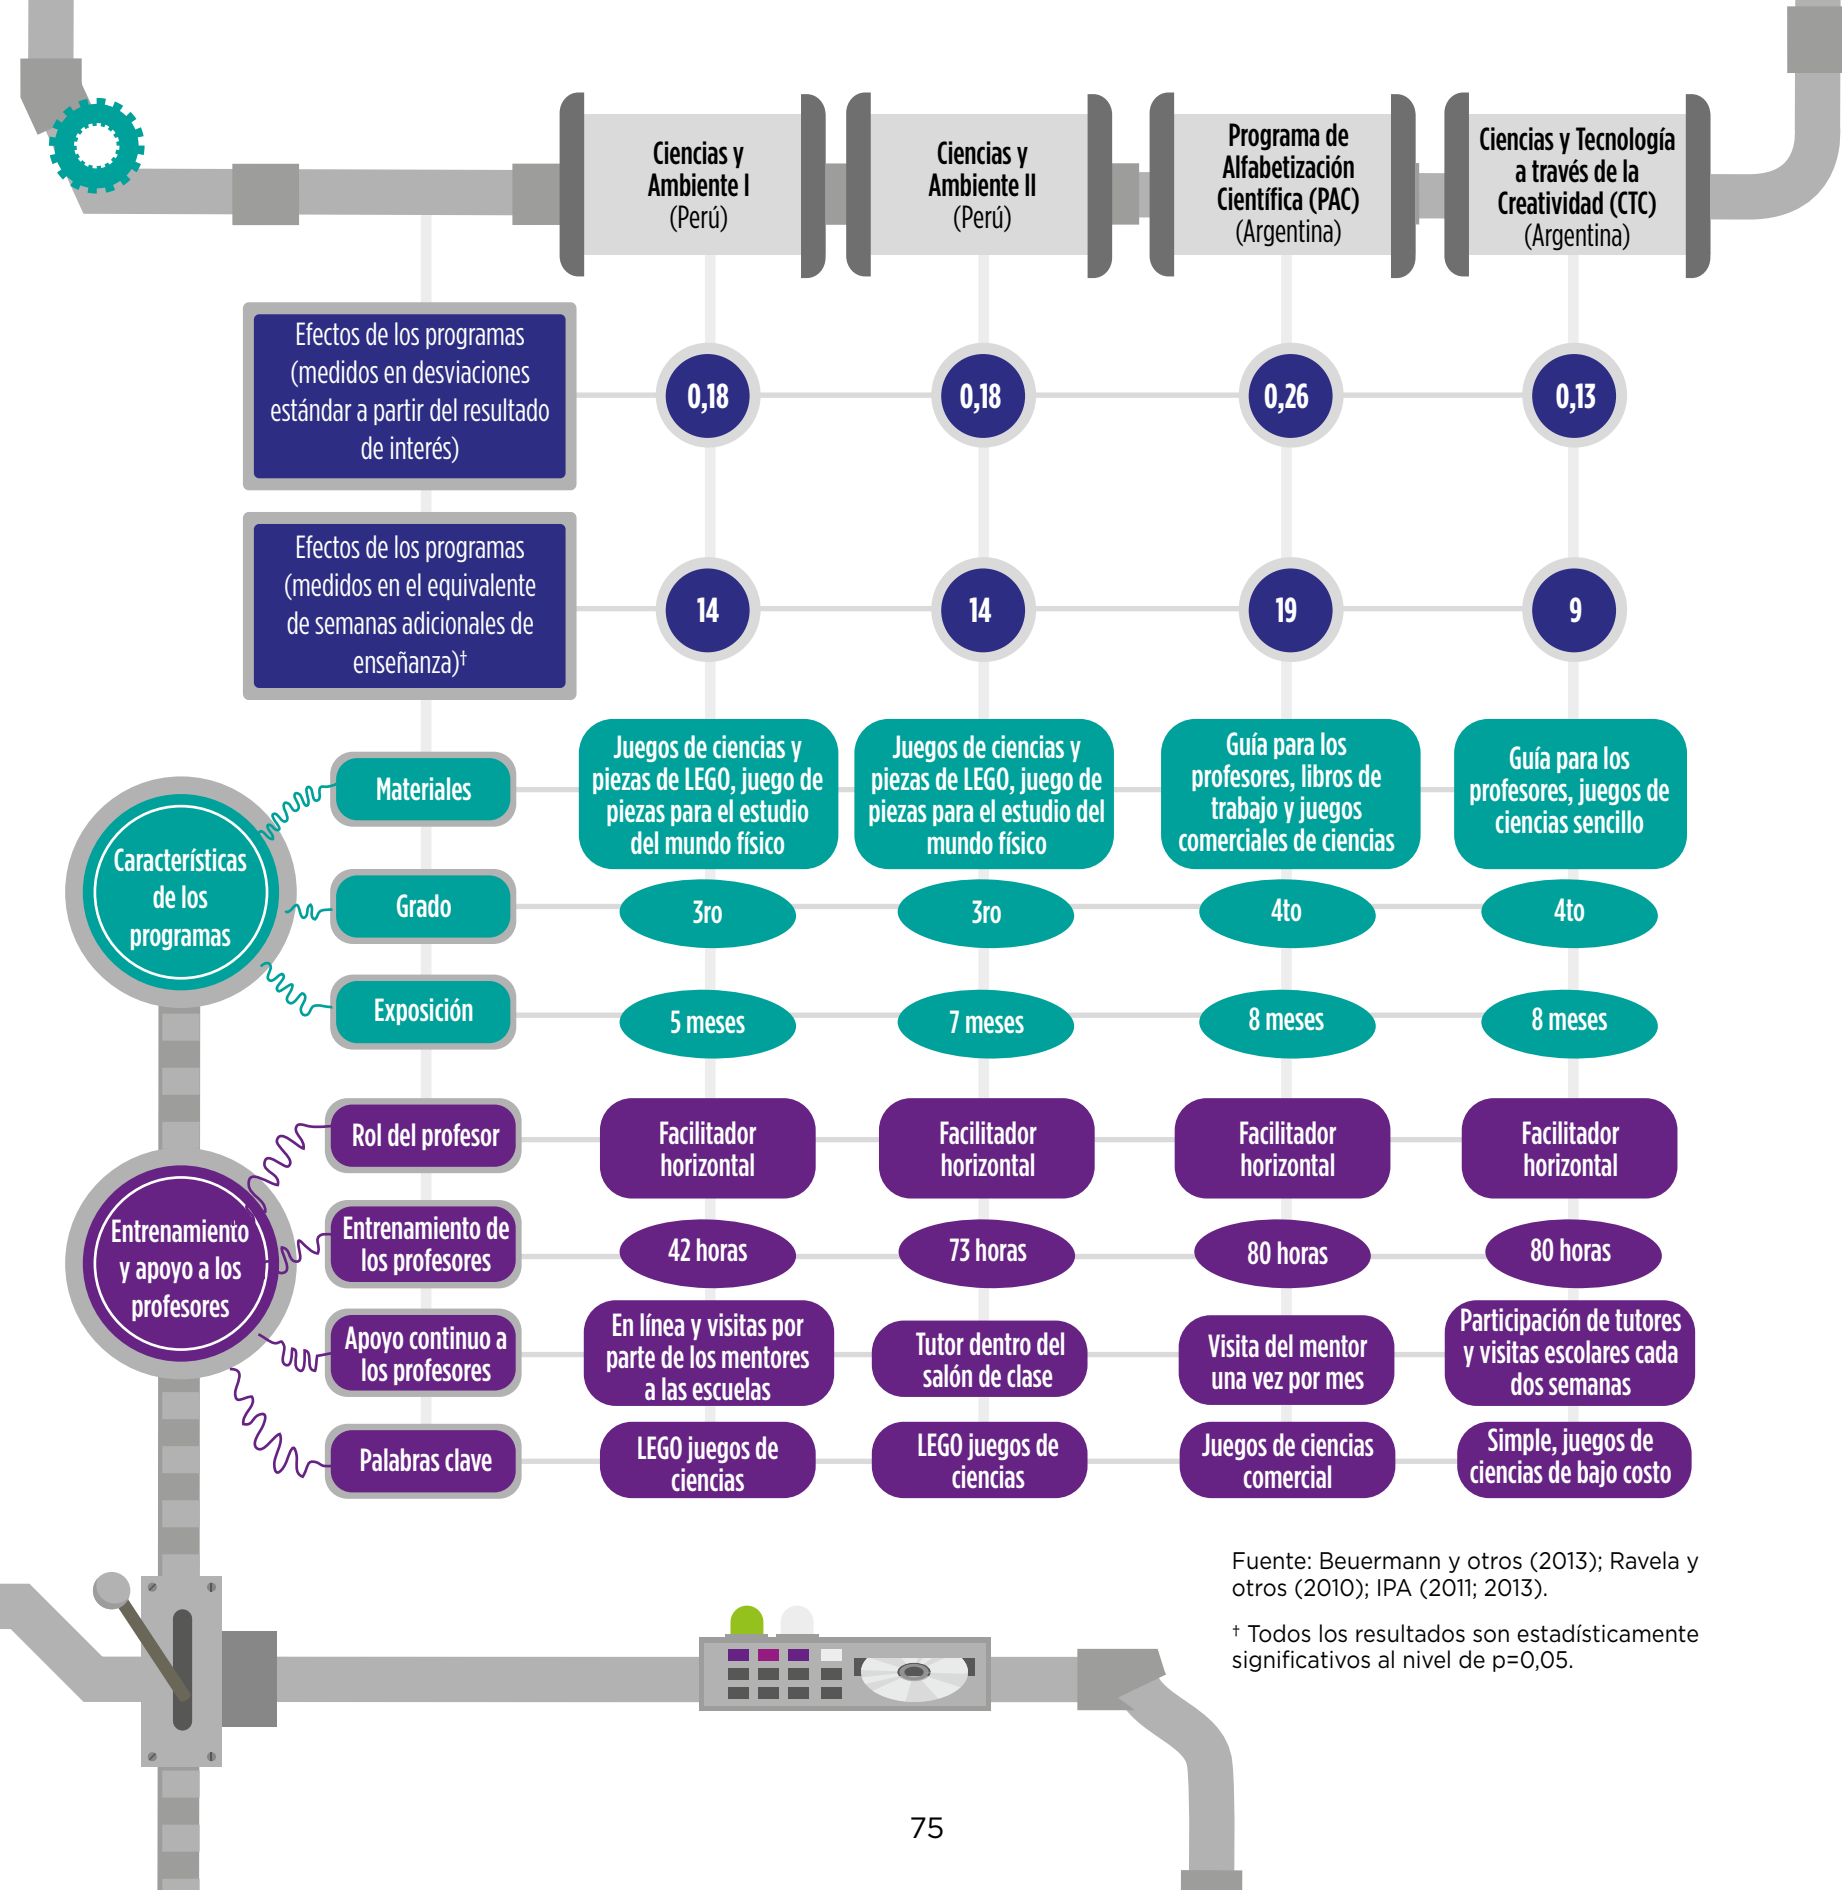 Ciencias y
Ambiente I
(Perú)
Ciencias y
Ambiente II
(Perú)
Programa de
Alfabetización
Científica (PAC)
(Argentina)
Ciencias y Tecnología
a través de la
Creatividad (CTC)
(Argentina)
Efectos de los programas
(medidos en desviaciones
estándar a partir del resultado
de interés)
0,18
0,18
0,26
0,13
Efectos de los programas
(medidos en el equivalente
de semanas adicionales de
enseñanza)†
14
14
19
9
Características
de los
programas
Materiales
Juegos de ciencias y
piezas de LEGO, juego de
piezas para el estudio
del mundo físico
Juegos de ciencias y
piezas de LEGO, juego de
piezas para el estudio del
mundo físico
Guía para los
profesores, libros de
trabajo y juegos
comerciales de ciencias
Guía para los
profesores, juegos de
ciencias sencillo
Grado
3ro
3ro
4to
4to
Exposición
5 meses
7 meses
8 meses
8 meses
Entrenamiento
y apoyo a los
profesores
Rol del profesor
Facilitador
horizontal
Facilitador
horizontal
Facilitador
horizontal
Facilitador
horizontal
Entrenamiento de
los profesores
42 horas
73 horas
80 horas
80 horas
Apoyo continuo a
los profesores
En línea y visitas por
parte de los mentores
a las escuelas
Tutor dentro del
salón de clase
Visita del mentor
una vez por mes
Participación de tutores
y visitas escolares cada
dos semanas
Palabras clave
LEGO juegos de
ciencias
LEGO juegos de
ciencias
Juegos de ciencias
comercial
Simple, juegos de
ciencias de bajo costo
Fuente: Beuermann y otros (2013); Ravela y
otros (2010); IPA (2011; 2013).
† Todos los resultados son estadísticamente
significativos al nivel de p=0,05.
75